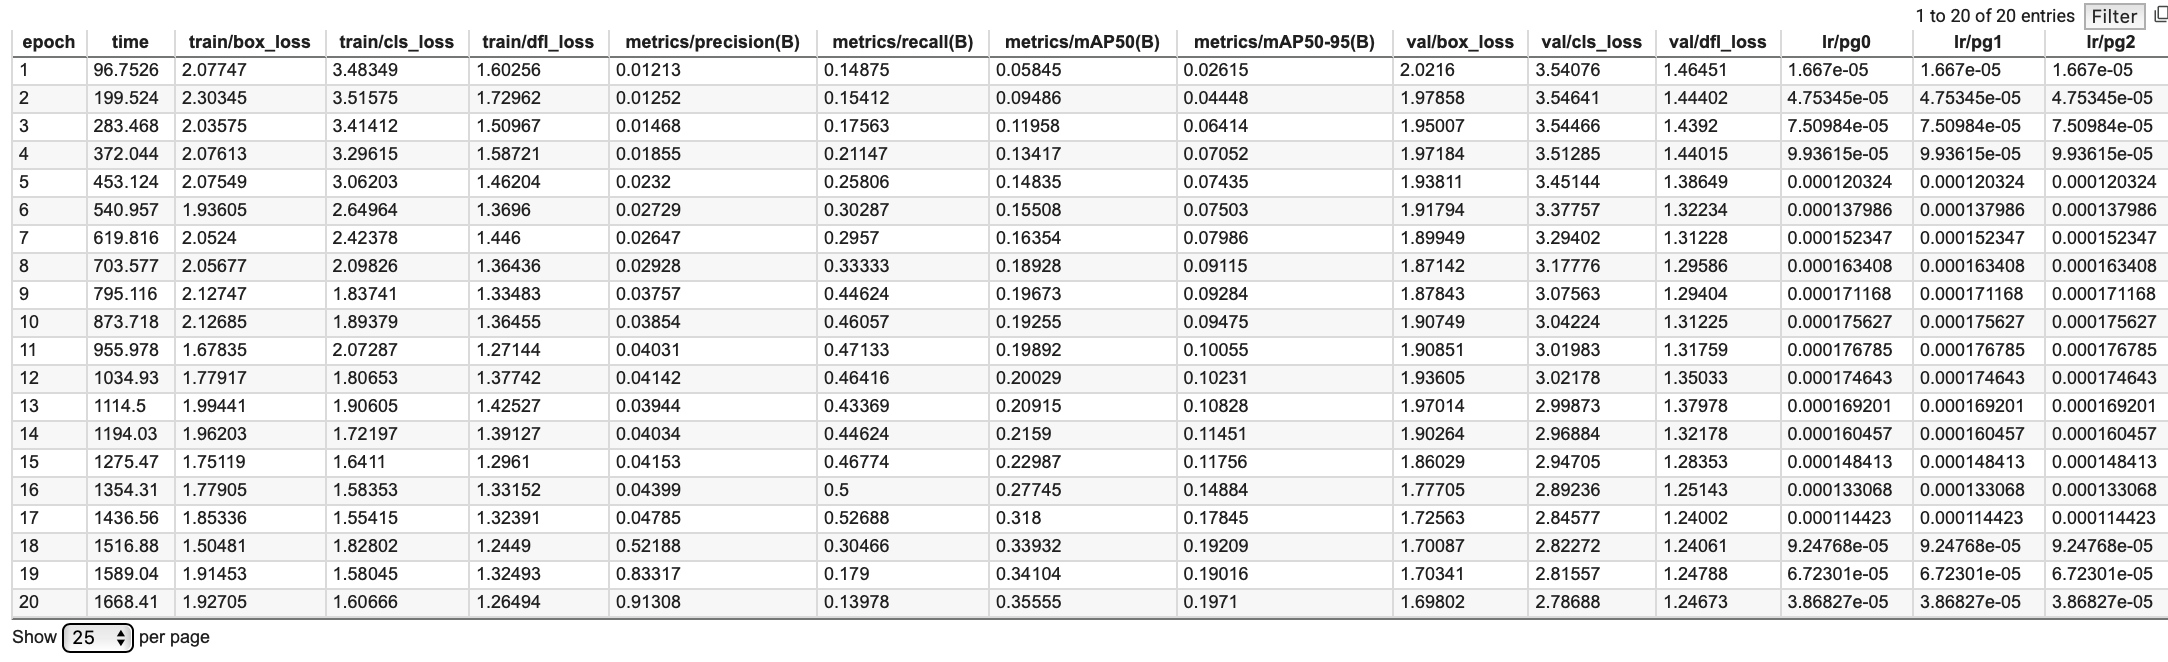 1 to 20 of 20 entries Filter
epoch time train/box_loss train/cls_loss train/dfl_loss metrics/precision(B) metrics/recall(B) metrics/mAP50(B) metrics/mAP50-95(B) val/box_loss val/cls_loss val/dfl_loss lr/pg0 lr/pg1 lr/pg2
1 96.7526 2.07747 3.48349 1.60256 0.01213 0.14875 0.05845 0.02615 2.0216 3.54076 1.46451 1.667e-05 1.667e-05 1.667e-05
2 199.524 2.30345 3.51575 1.72962 0.01252 0.15412 0.09486 0.04448 1.97858 3.54641 1.44402 4.75345e-05 4.75345e-05 4.75345e-05
3 283.468 2.03575 3.41412 1.50967 0.01468 0.17563 0.11958 0.06414 1.95007 3.54466 1.4392 7.50984e-05 7.50984e-05 7.50984e-05
4 372.044 2.07613 3.29615 1.58721 0.01855 0.21147 0.13417 0.07052 1.97184 3.51285 1.44015 9.93615e-05 9.93615e-05 9.93615e-05
5 453.124 2.07549 3.06203 1.46204 0.0232 0.25806 0.14835 0.07435 1.93811 3.45144 1.38649 0.000120324 0.000120324 0.000120324
6 540.957 1.93605 2.64964 1.3696 0.02729 0.30287 0.15508 0.07503 1.91794 3.37757 1.32234 0.000137986 0.000137986 0.000137986
7 619.816 2.0524 2.42378 1.446 0.02647 0.2957 0.16354 0.07986 1.89949 3.29402 1.31228 0.000152347 0.000152347 0.000152347
8 703.577 2.05677 2.09826 1.36436 0.02928 0.33333 0.18928 0.09115 1.87142 3.17776 1.29586 0.000163408 0.000163408 0.000163408
9 795.116 2.12747 1.83741 1.33483 0.03757 0.44624 0.19673 0.09284 1.87843 3.07563 1.29404 0.000171168 0.000171168 0.000171168
10 873.718 2.12685 1.89379 1.36455 0.03854 0.46057 0.19255 0.09475 1.90749 3.04224 1.31225 0.000175627 0.000175627 0.000175627
11 955.978 1.67835 2.07287 1.27144 0.04031 0.47133 0.19892 0.10055 1.90851 3.01983 1.31759 0.000176785 0.000176785 0.000176785
12 1034.93 1.77917 1.80653 1.37742 0.04142 0.46416 0.20029 0.10231 1.93605 3.02178 1.35033 0.000174643 0.000174643 0.000174643
13 1114.5 1.99441 1.90605 1.42527 0.03944 0.43369 0.20915 0.10828 1.97014 2.99873 1.37978 0.000169201 0.000169201 0.000169201
14 1194.03 1.96203 1.72197 1.39127 0.04034 0.44624 0.2159 0.11451 1.90264 2.96884 1.32178 0.000160457 0.000160457 0.000160457
15 1275.47 1.75119 1.6411 1.2961 0.04153 0.46774 0.22987 0.11756 1.86029 2.94705 1.28353 0.000148413 0.000148413 0.000148413
16 1354.31 1.77905 1.58353 1.33152 0.04399 0.5 0.27745 0.14884 1.77705 2.89236 1.25143 0.000133068 0.000133068 0.000133068
17 1436.56 1.85336 1.55415 1.32391 0.04785 0.52688 0.318 0.17845 1.72563 2.84577 1.24002 0.000114423 0.000114423 0.000114423
18 1516.88 1.50481 1.82802 1.2449 0.52188 0.30466 0.33932 0.19209 1.70087 2.82272 1.24061 9.24768e-05 9.24768e-05 9.24768e-05
19 1589.04 1.91453 1.58045 1.32493 0.83317 0.179 0.34104 0.19016 1.70341 2.81557 1.24788 6.72301e-05 6.72301e-05 6.72301e-05
20 1668.41 1.92705 1.60666 1.26494 0.91308 0.13978 0.35555 0.1971 1.69802 2.78688 1.24673 3.86827e-05 3.86827e-05 3.86827e-05
Show 25 per page